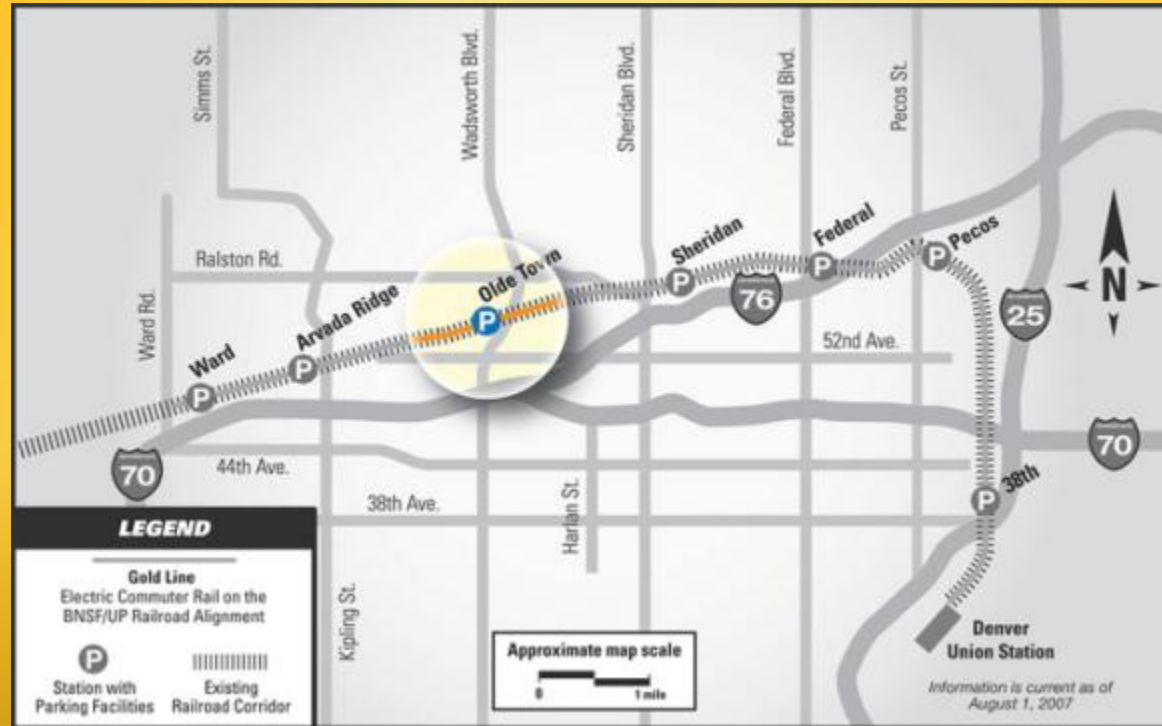 Simms St.
Wadsworth Blvd.
Sheridan Blvd.
Federal Blvd.
Pecos St.
Ralston Rd.
Ward Rd.
Ward
Arvada Ridge
Olde Town
Sheridan
Federal
Pecos
76
25
N
52nd Ave.
70
44th Ave.
70
38th Ave.
Harlan St.
38th
Kipling St.
P
P
P
P
P
P
P
LEGEND
Gold Line
Electric Commuter Rail on the
BNSF/UP Railroad Alignment
P
Station with
Parking Facilities
Existing
Railroad Corridor
Approximate map scale
0 1 mile
Denver
Union Station
Information is current as of
August 1, 2007